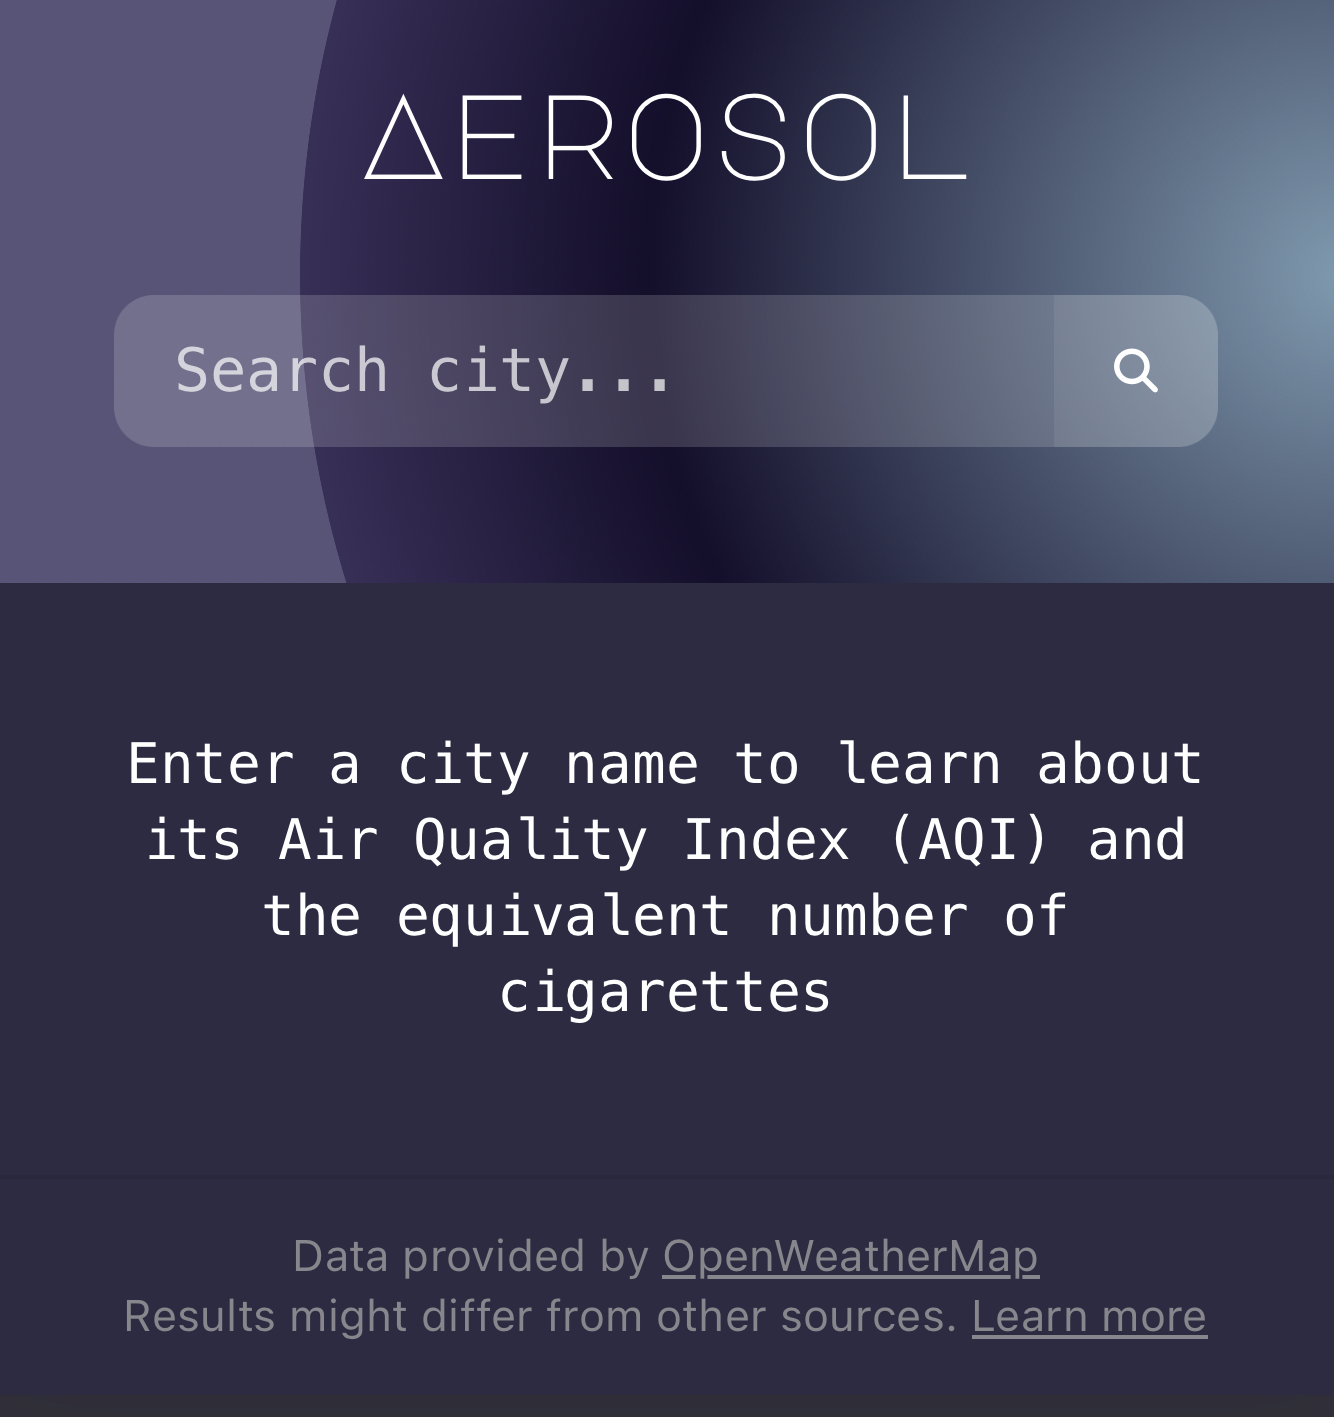 AEROSOL
Search city...
Enter a city name to learn about
its Air Quality Index (AQI) and
the equivalent number of
cigarettes
Data provided by OpenWeatherMap
Results might differ from other sources. Learn more